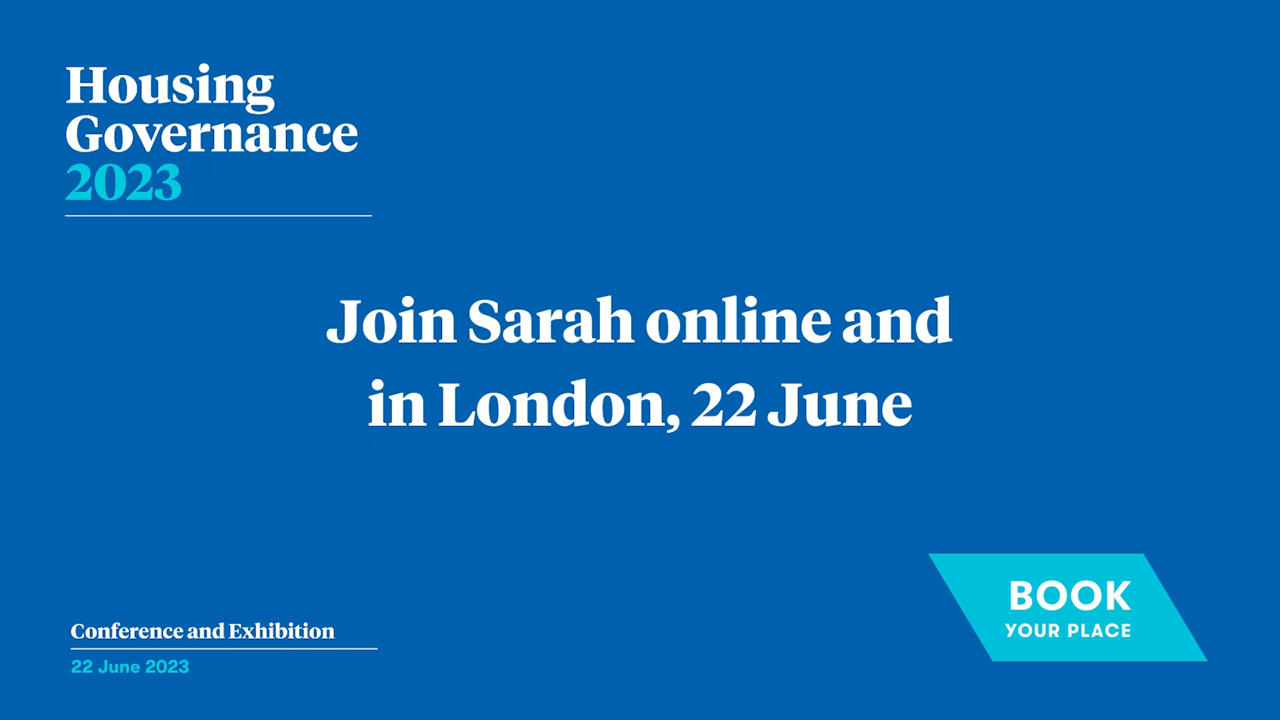 Housing
Governance
2023
Join Sarah online and
in London, 22 June
BOOK
YOUR PLACE
Conference and Exhibition
22 June 2023